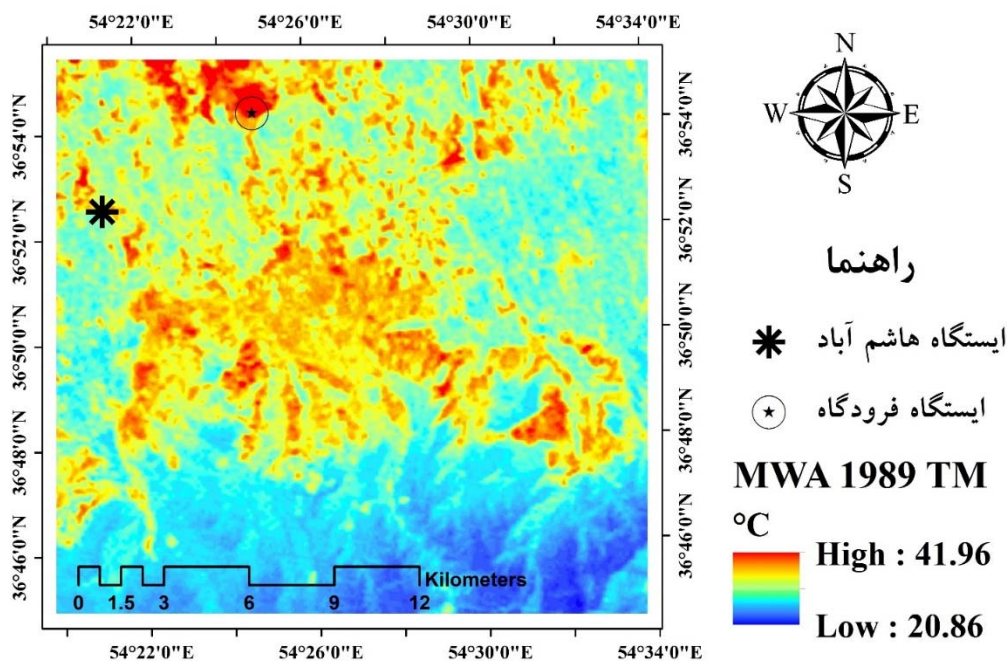 54°22'0"E 54°26'0"E 54°30'0"E 54°34'0"E
36°54'0"N
36°52'0"N
36°50'0"N
36°48'0"N
36°46'0"N
36°54'0"N
36°52'0"N
36°50'0"N
36°48'0"N
36°46'0"N
Kilometers
0 1.5 3 6 9 12
54°22'0"E 54°26'0"E 54°30'0"E 54°34'0"E
N
W E
S
راهنما
ایستگاه هاشم آباد
ایستگاه فرودگاه
MWA 1989 TM
°C
High : 41.96
Low : 20.86